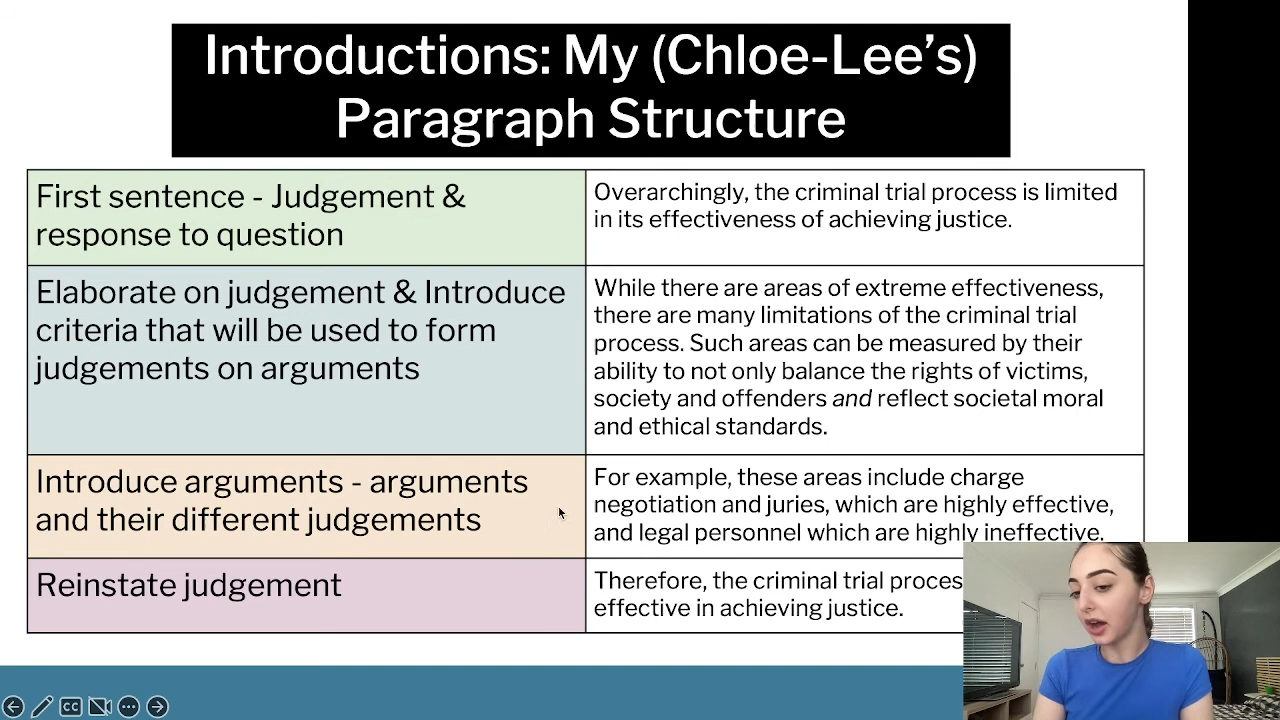 Introductions: My (Chloe-Lee's)
Paragraph Structure
First sentence - Judgement &
response to question
Overarchingly, the criminal trial process is limited
in its effectiveness of achieving justice.
Elaborate on judgement & Introduce
criteria that will be used to form
judgements on arguments
While there are areas of extreme effectiveness,
there are many limitations of the criminal trial
process. Such areas can be measured by their
ability to not only balance the rights of victims,
society and offenders and reflect societal moral
and ethical standards.
Introduce arguments - arguments
and their different judgements
For example, these areas include charge
negotiation and juries, which are highly effective,
and legal personnel which are highly ineffective.
Reinstate judgement
Therefore, the criminal trial
effective in achieving justice.
CC